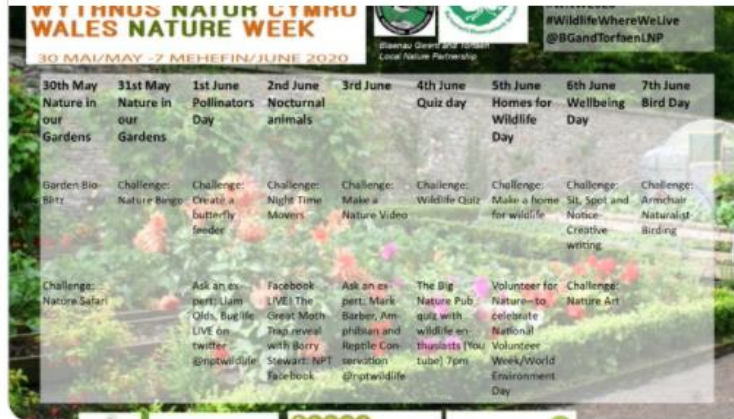 WYTHNOS NATUR CYMRU
WALES NATURE WEEK
30 MAI/MAY -7 MEHEFIN/JUNE 2020
Blaenau Gwent and Torfaen
Local Nature Partnership
#WildlifeWhereWeLive
@BGandTorfaenLNP
30th May
Nature in
our
Gardens
31st May
Nature in
our
Gardens
1st June
Pollinators
Day
2nd June
Nocturnal
animals
3rd June
4th June
Quiz day
5th June
Homes for
Wildlife
Day
6th June
Wellbeing
Day
7th June
Bird Day
Garden Bio
Blitz
Challenge:
Nature Bingo
Challenge:
Create a
butterfly
feeder
Challenge:
Night Time
Movers
Challenge:
Make a
Nature Video
Challenge:
Wildlife Quiz
Challenge:
Make a home
for wildlife
Challenge:
Sit, Spot and
Notice
Creative
writing
Challenge:
Armchair
Naturalist
Birding
Challenge:
Nature Safari
Ask an ex-
pert: Liam
Olds, Buglife
LIVE on
twitter
@nptwildlife
Facebook
LIVE! The
Great Moth
Trap reveal
with Barry
Stewart: NPT
Facebook
Ask an ex-
pert: Mark
Barber, Am-
phibian and
Reptile Con-
servation
@nptwildlife
The Big
Nature Pub
quiz with
wildlife en-
thusiasts (You
tube) 7pm
Volunteer for
Nature—to
celebrate
National
Volunteer
Week/World
Environment
Day
Challenge:
Nature Art